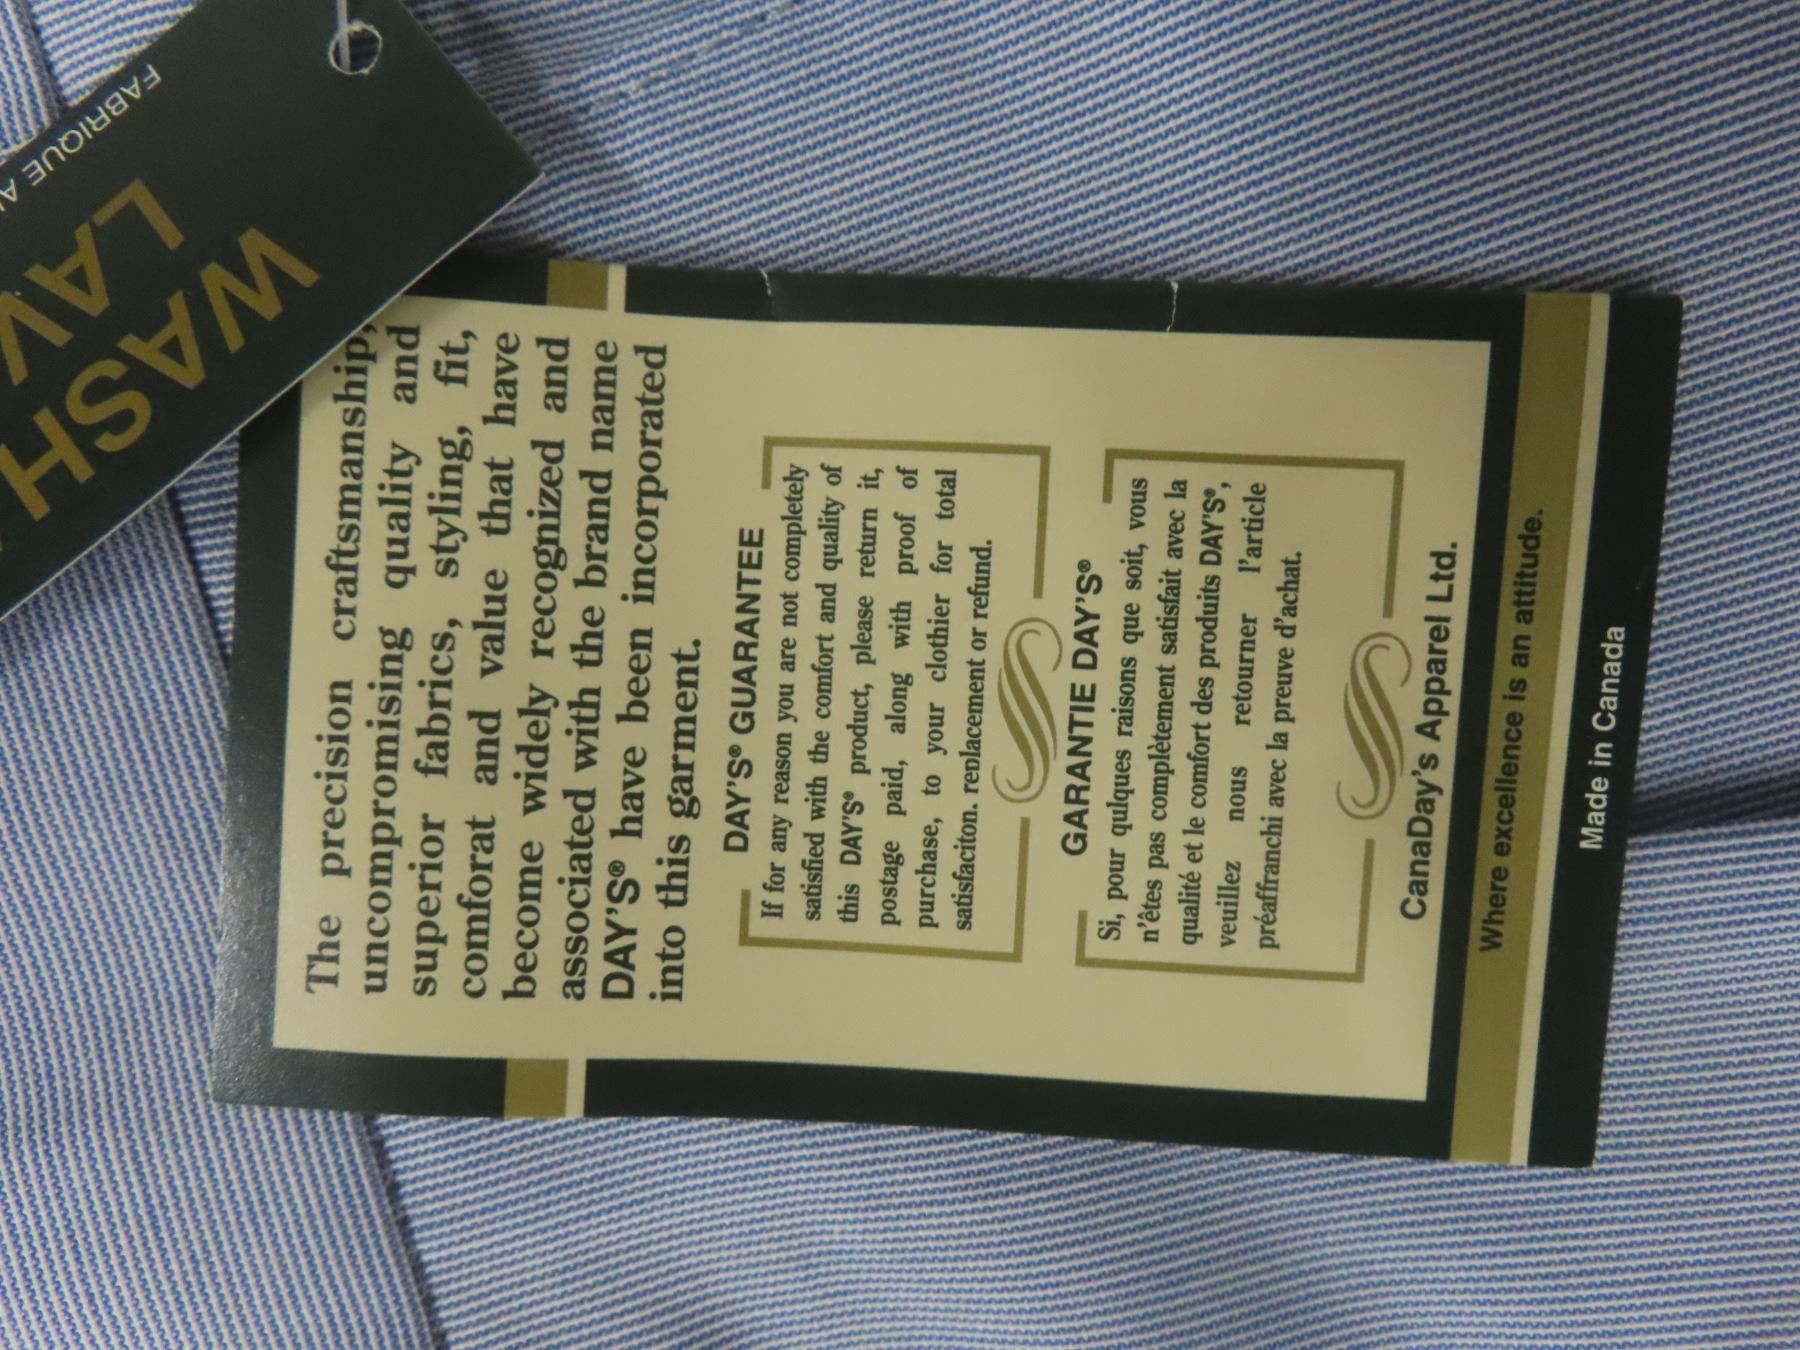 FABRIQUE
WASH
LAV
The precision craftsmanship,
uncompromising quality and
superior fabrics, styling, fit,
comforat and value that have
become widely recognized and
associated with the brand name
DAY'S® have been incorporated
into this garment.
DAY'S® GUARANTEE
If for any reason you are not completely
satisfied with the comfort and quality of
this DAY'S® product, please return it,
postage paid, along with proof of
purchase, to your clothier for total
satisfaciton. replacement or refund.
GARANTIE DAY'S®
Si, pour qulques raisons que soit, vous
n'êtes pas complètement satisfait avec la
qualité et le comfort des produits DAY'S®,
veuillez nous retourner l'article
préaffranchi avec la preuve d'achat.
CanaDay's Apparel Ltd.
Where excellence is an attitude.
Made in Canada